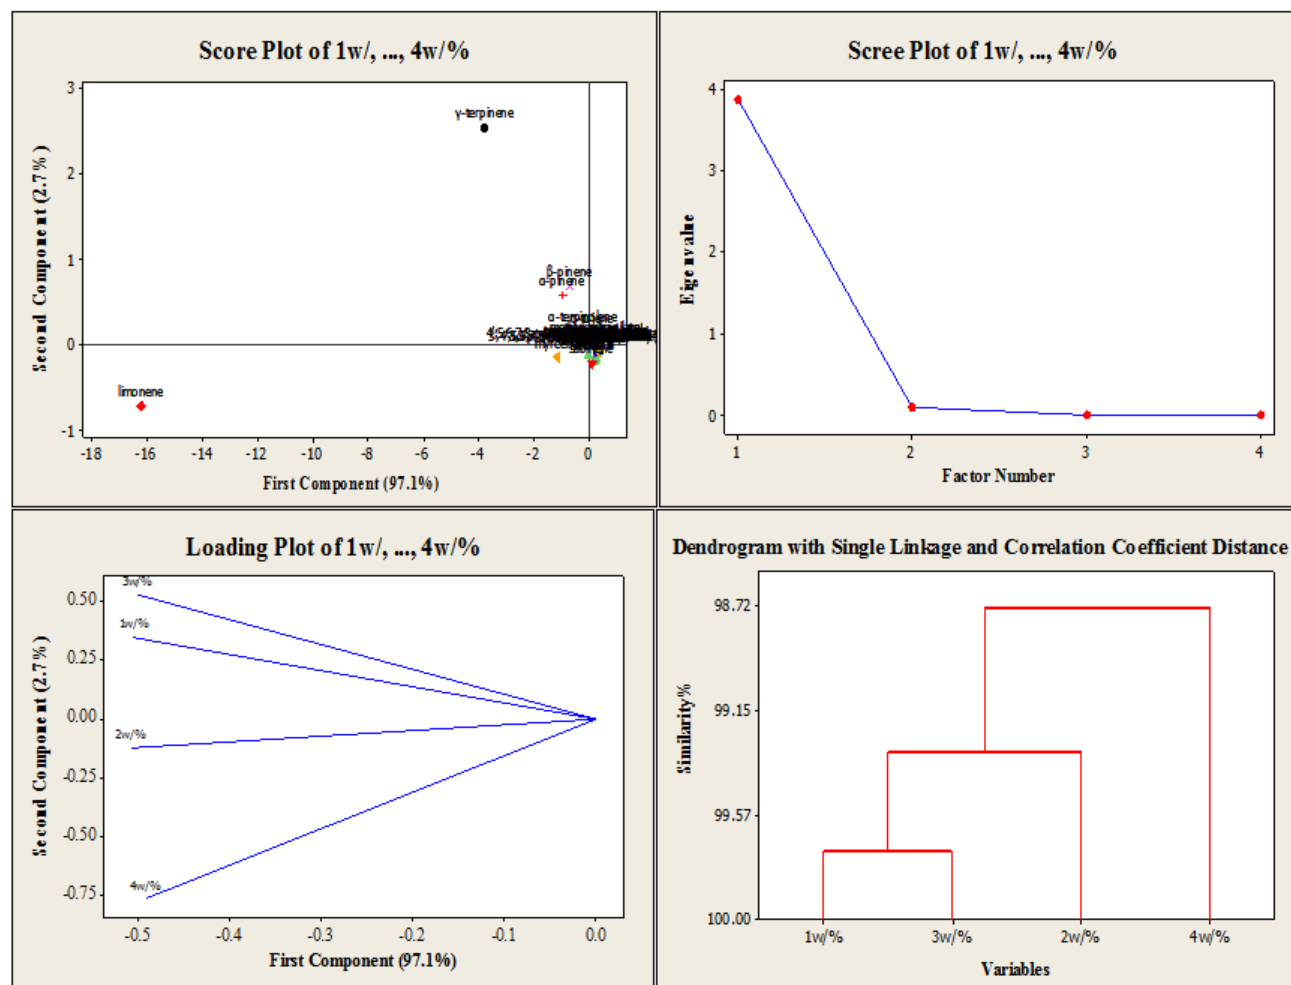 Score Plot of 1w/, ..., 4w/%
Second Component (2.7%)
3
2
1
0
-1
γ-terpinene
β-pinene
α-pinene
α-terpinolene
limonene
-18 -16 -14 -12 -10 -8 -6 -4 -2 0
First Component (97.1%)
Scree Plot of 1w/, ..., 4w/%
Eigenvalue
4
3
2
1
0
1 2 3 4
Factor Number
Loading Plot of 1w/, ..., 4w/%
Second Component (2.7%)
0.50
0.25
0.00
-0.25
-0.50
-0.75
3w/%
1w/%
2w/%
4w/%
-0.5 -0.4 -0.3 -0.2 -0.1 0.0
First Component (97.1%)
Dendrogram with Single Linkage and Correlation Coefficient Distance
Similarity%
98.72
99.15
99.57
100.00
1w/% 3w/% 2w/% 4w/%
Variables